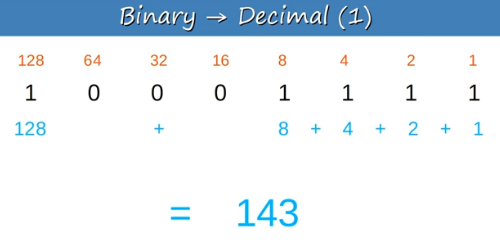 Binary → Decimal (1)
128 64 32 16 8 4 2 1
1 0 0 0 1 1 1 1
128 + 8 + 4 + 2 + 1
= 143